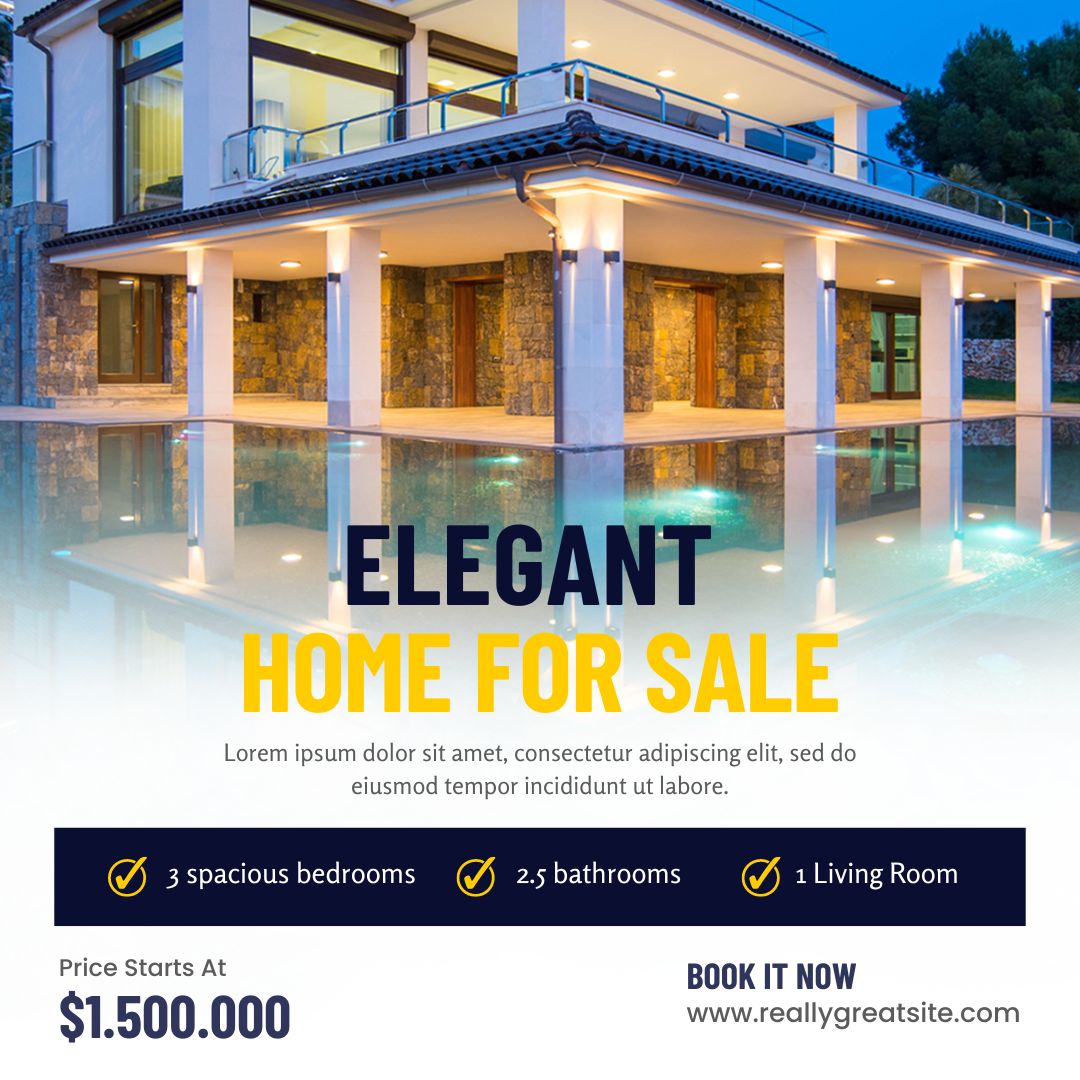 ELEGANT
HOME FOR SALE
Lorem ipsum dolor sit amet, consectetur adipiscing elit, sed do
eiusmod tempor incididunt ut labore.
3 spacious bedrooms
2.5 bathrooms
1 Living Room
Price Starts At
$1.500.000
BOOK IT NOW
www.reallygreatsite.com